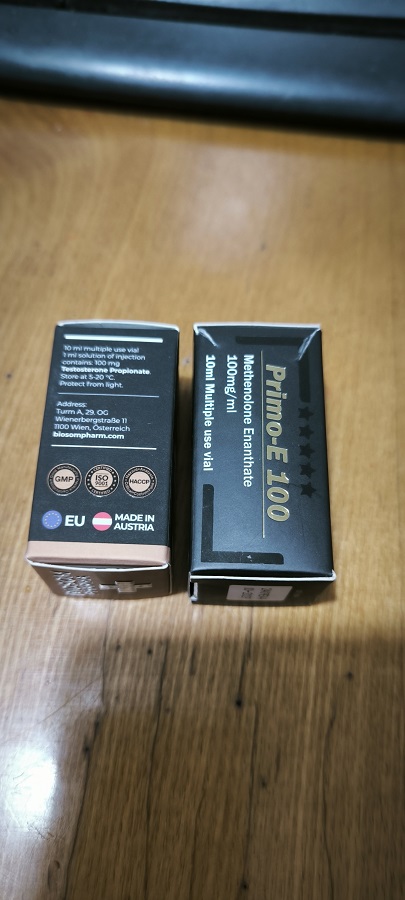 10 ml multiple use vial
1 ml solution of injection
contains: 100 mg
Testosterone Propionate
Store at 5-20 °C.
Protect from light.
Address:
Turm A, 29. OG
Wienerbergstraße 11
1100 Wien, Österreich
biosompharm.com
GMP
ISO
9001
CERTIFIED
HACCP
EU
MADE IN
AUSTRIA
Primo-E 100
Methenolone Enanthate
100mg/ml
10ml Multiple use vial